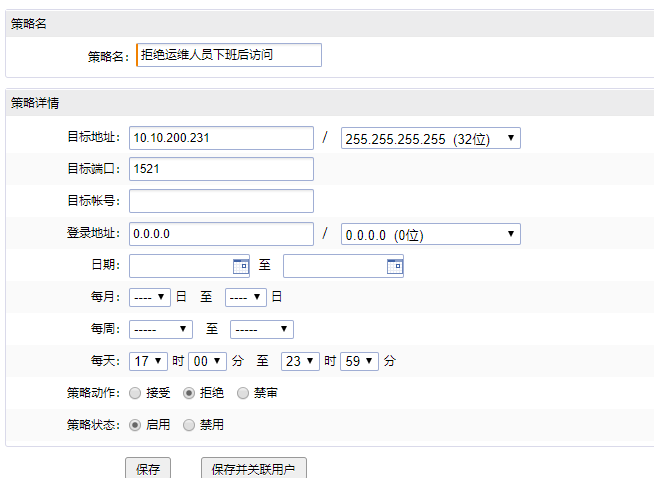 策略名
策略名： 拒绝运维人员下班后访问
策略详情
目标地址： 10.10.200.231 / 255.255.255.255 (32位)
目标端口： 1521
目标帐号：
登录地址： 0.0.0.0 / 0.0.0.0 (0位)
日期： 至
每月： ---- 日 至 ---- 日
每周： ----- 至 -----
每天： 17 时 00 分 至 23 时 59 分
策略动作： 接受 拒绝 禁审
策略状态： 启用 禁用
保存 保存并关联用户